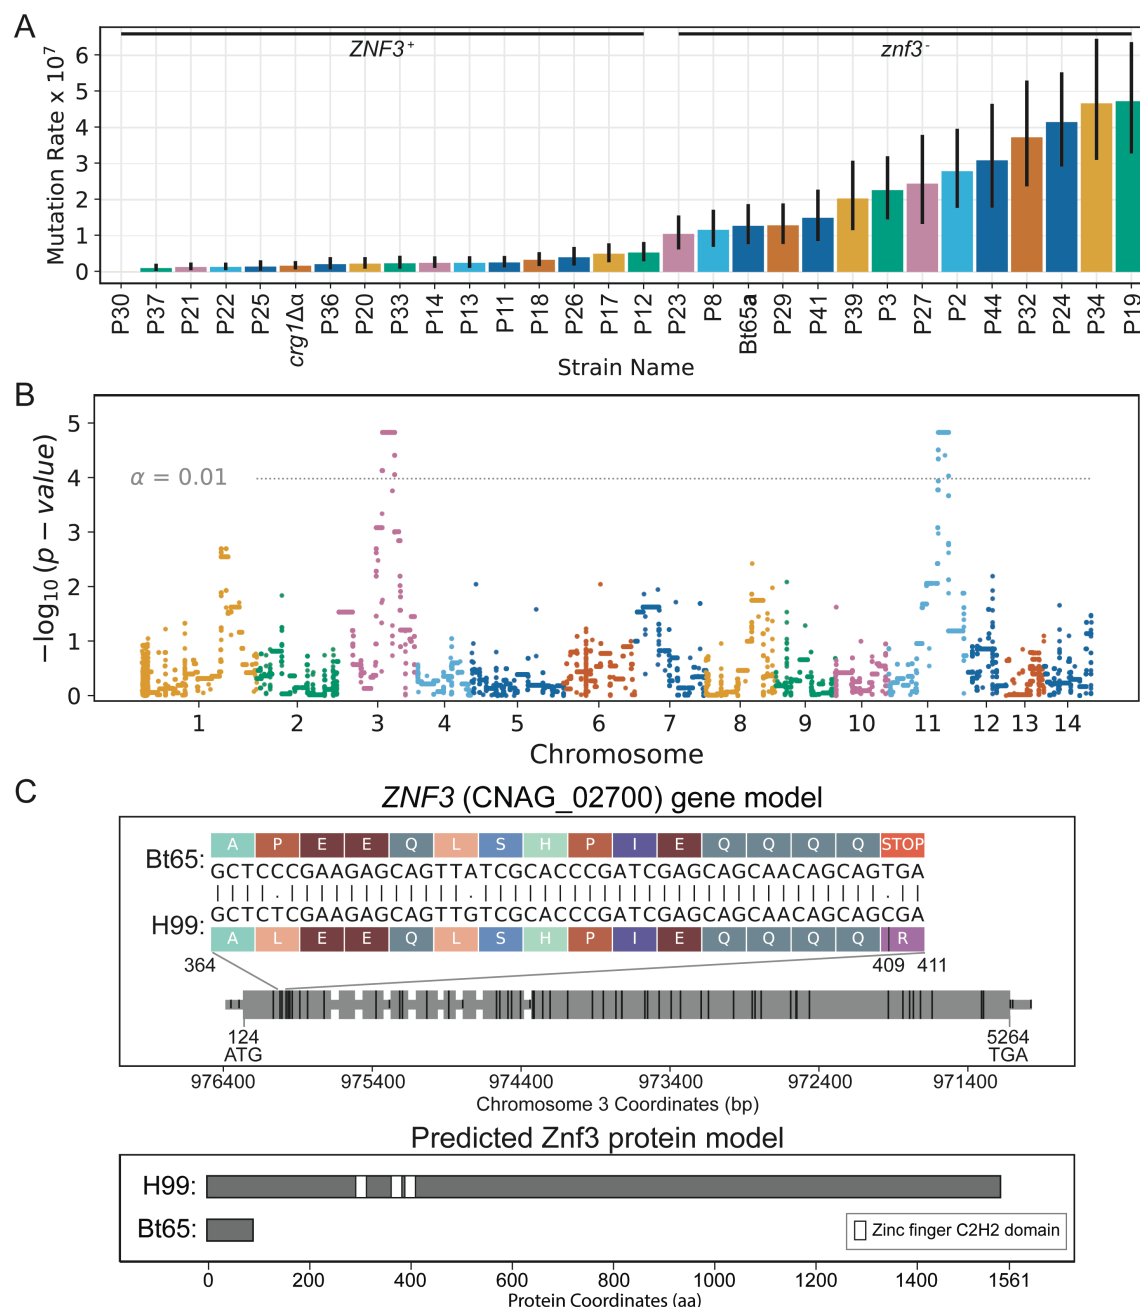 A
Mutation Rate x 10⁷
ZNF3⁺
znf3⁻
6
5
4
3
2
1
0
P30 P37 P21 P22 P25 crg1Δα P36 P20 P33 P14 P13 P11 P18 P26 P17 P12 P23 P8 Bt65a P29 P41 P39 P3 P27 P2 P44 P32 P24 P34 P19
Strain Name
B
−log₁₀(p − value)
5
4
3
2
1
0
α = 0.01
1 2 3 4 5 6 7 8 9 10 11 12 13 14
Chromosome
C
ZNF3 (CNAG_02700) gene model
A P E E Q L S H P I E Q Q Q Q STOP
Bt65:
GCTCCCGAAGAGCAGTTATCGCACCCGATCGAGCAGCAACAGCAGTGA
GCTCTCGAAGAGCAGTTGTCGCACCCGATCGAGCAGCAACAGCAGCGA
H99:
A L E E Q L S H P I E Q Q Q Q R
364 409 411
124 5264
ATG TGA
976400 975400 974400 973400 972400 971400
Chromosome 3 Coordinates (bp)
Predicted Znf3 protein model
H99:
Bt65:
Zinc finger C2H2 domain
0 200 400 600 800 1000 1200 1400 1561
Protein Coordinates (aa)